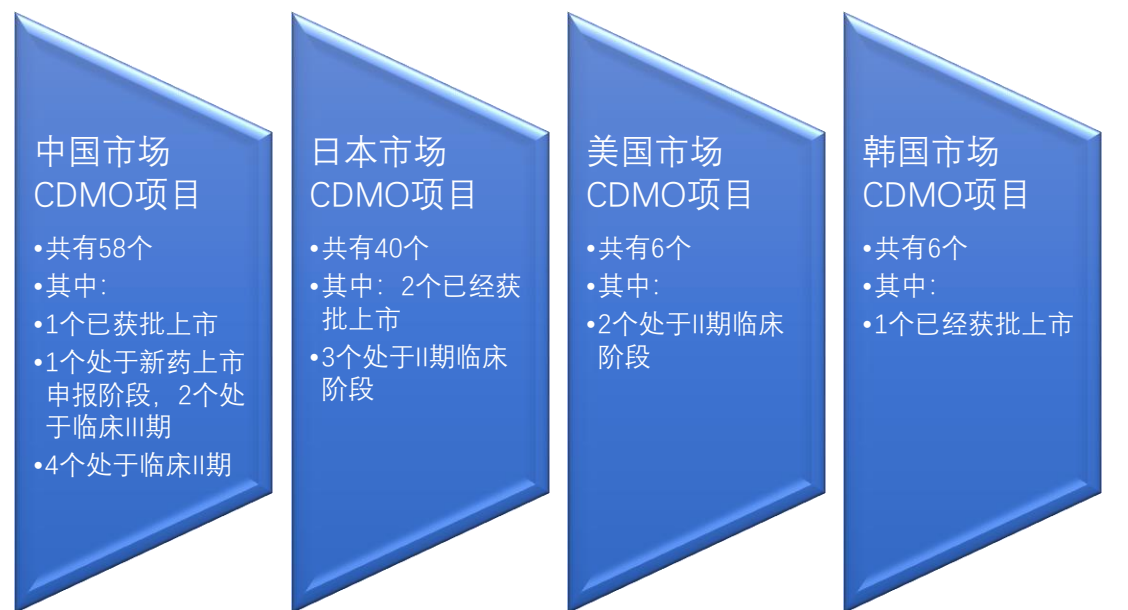 中国市场
CDMO项目
•共有58个
•其中：
•1个已获批上市
•1个处于新药上市
申报阶段，2个处
于临床III期
•4个处于临床II期
日本市场
CDMO项目
•共有40个
•其中：2个已经获
批上市
•3个处于II期临床
阶段
美国市场
CDMO项目
•共有6个
•其中：
•2个处于II期临床
阶段
韩国市场
CDMO项目
•共有6个
•其中：
•1个已经获批上市